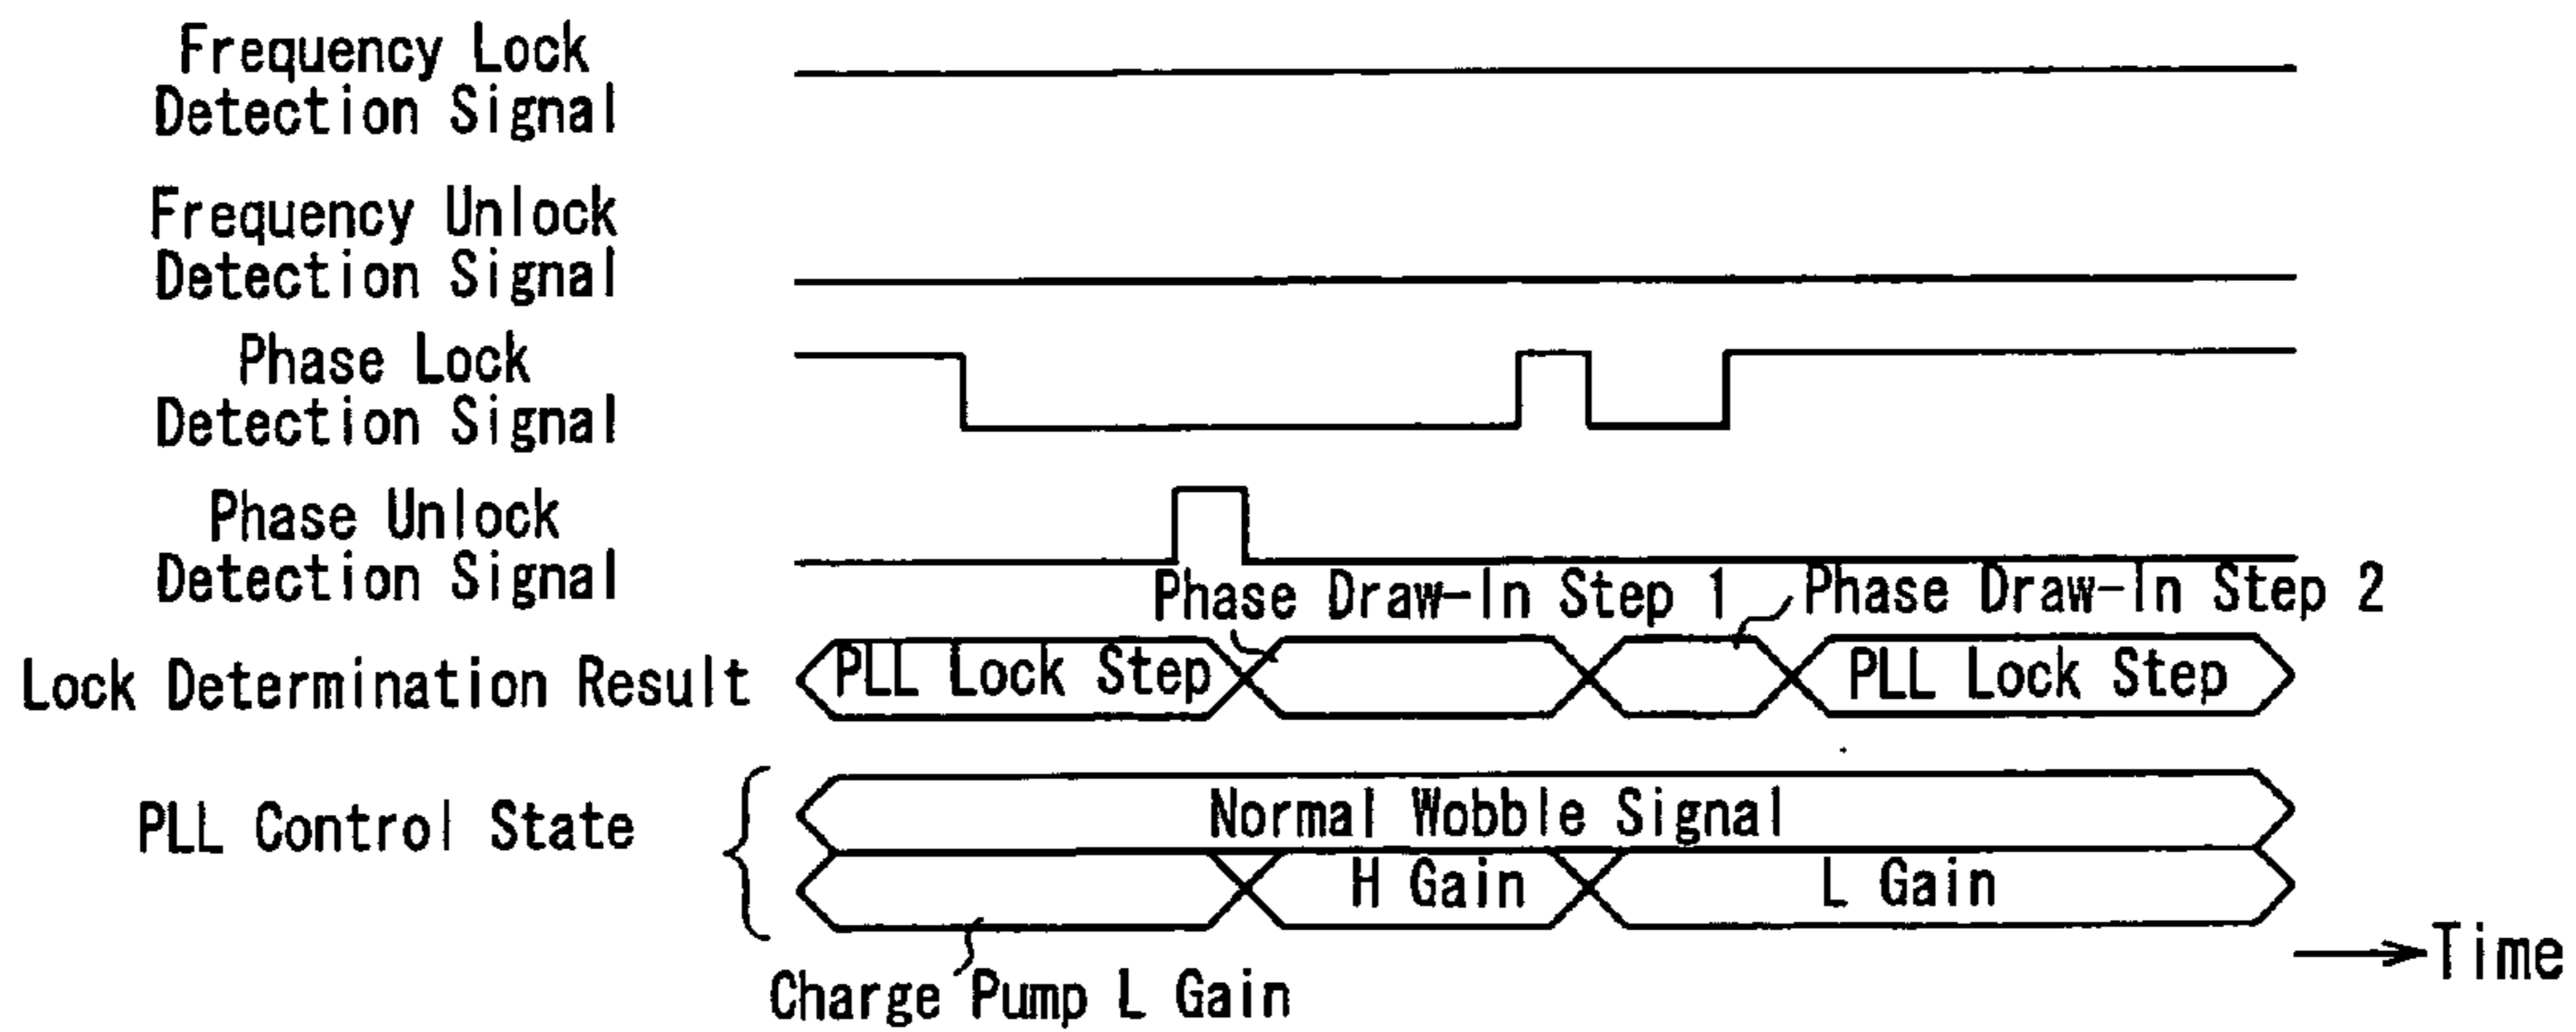 Frequency Lock
Detection Signal
Frequency Unlock
Detection Signal
Phase Lock
Detection Signal
Phase Unlock
Detection Signal
Phase Draw-In Step 1
Phase Draw-In Step 2
Lock Determination Result
PLL Lock Step
PLL Lock Step
PLL Control State
Normal Wobble Signal
H Gain
L Gain
Charge Pump L Gain
Time